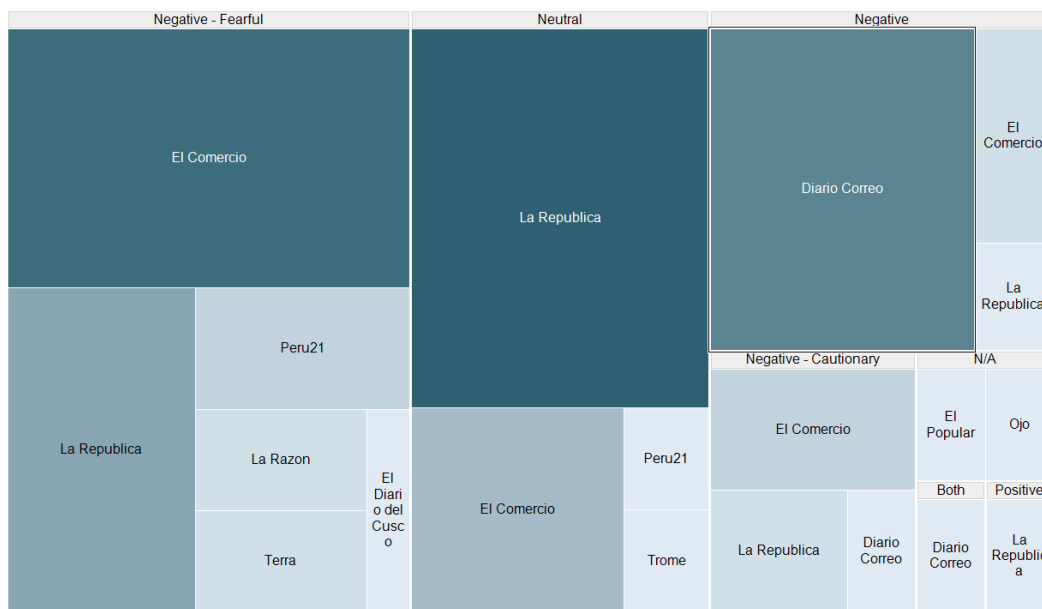 Negative - Fearful
El Comercio
La Republica
Peru21
La Razon
Terra
El
Diari
o del
Cusc
o
Neutral
La Republica
El Comercio
Peru21
Trome
Negative
Diario Correo
El
Comercio
La
Republica
Negative - Cautionary
El Comercio
La Republica
Diario
Correo
N/A
El
Popular
Ojo
Both
Diario
Correo
Positive
La
Republic
a